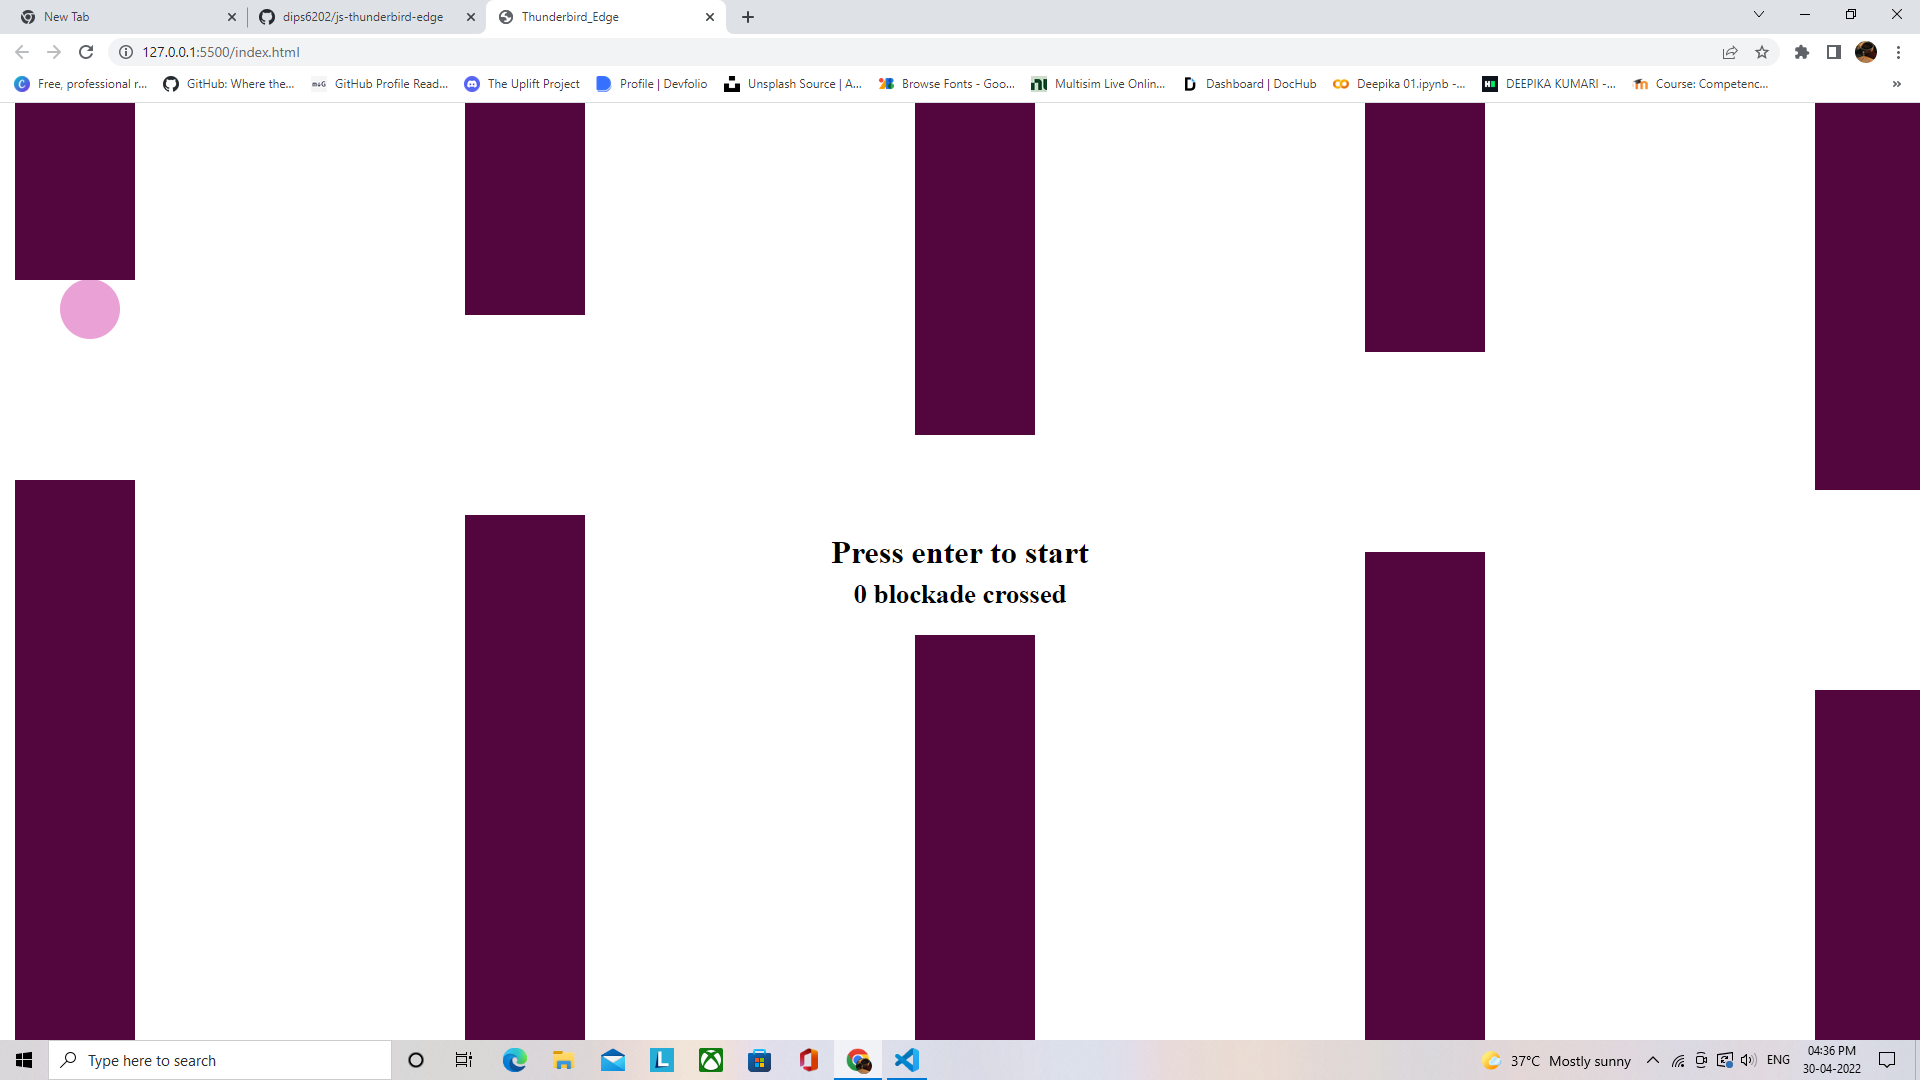 New Tab
dips6202/js-thunderbird-edge
Thunderbird_Edge
127.0.0.1:5500/index.html
Free, professional r...
GitHub: Where the...
GitHub Profile Read...
The Uplift Project
Profile | Devfolio
Unsplash Source | A...
Browse Fonts - Goo...
Multisim Live Onlin...
Dashboard | DocHub
Deepika 01.ipynb -...
DEEPIKA KUMARI -...
Course: Competenc...
Press enter to start
0 blockade crossed
Type here to search
37°C Mostly sunny
ENG
04:36 PM
30-04-2022